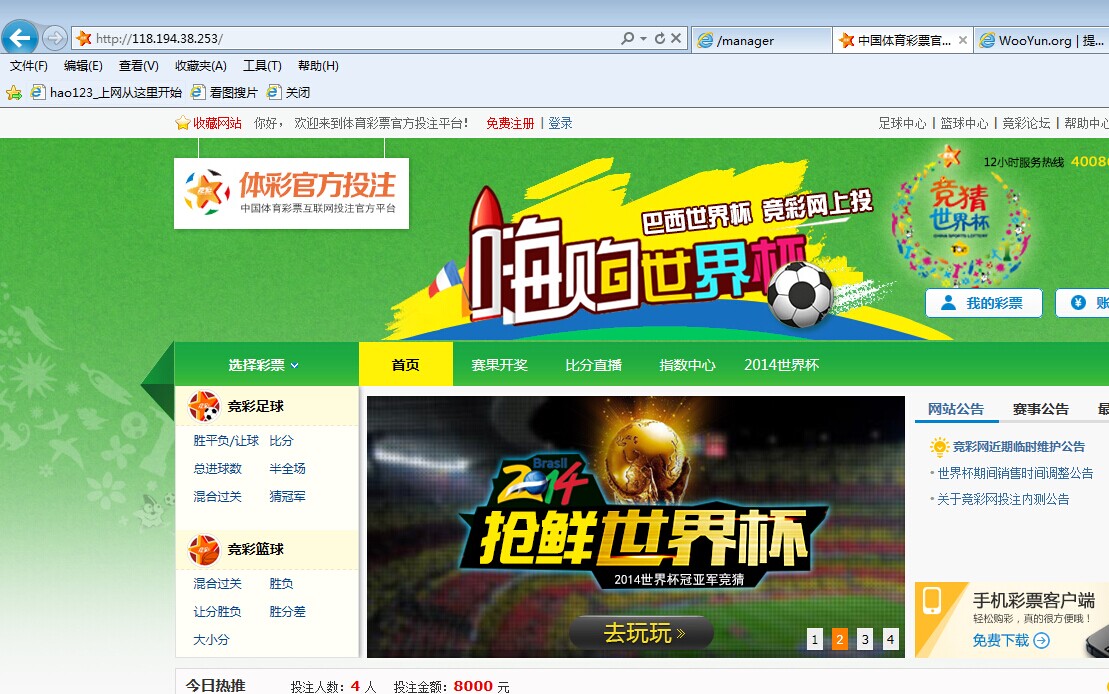 http://118.194.38.253/
/manager
中国体育彩票官...
WooYun.org | 提...
文件(F) 编辑(E) 查看(V) 收藏夹(A) 工具(T) 帮助(H)
hao123_上网从这里开始 看图搜片 关闭
收藏网站 你好， 欢迎来到体育彩票官方投注平台！ 免费注册 | 登录
足球中心 | 篮球中心 | 竞彩论坛 | 帮助中心
体彩官方投注
中国体育彩票互联网投注官方平台
巴西世界杯 竞彩网上投
嗨购世界杯
12小时服务热线 40080
竞猜
世界杯
CHINA SPORTS LOTTERY
我的彩票
账
选择彩票 首页 赛果开奖 比分直播 指数中心 2014世界杯
竞彩足球
胜平负/让球 比分
总进球数 半全场
混合过关 猜冠军
竞彩篮球
混合过关 胜负
让分胜负 胜分差
大小分
Brasil
2014
抢鲜世界杯
2014世界杯冠亚军竞猜
去玩玩 »
1 2 3 4
网站公告 赛事公告 最
竞彩网近期临时维护公告
世界杯期间销售时间调整公告
关于竞彩网投注内测公告
手机彩票客户端
轻松购彩，真的很方便哦！
免费下载
今日热推 投注人数：4 人 投注金额：8000 元